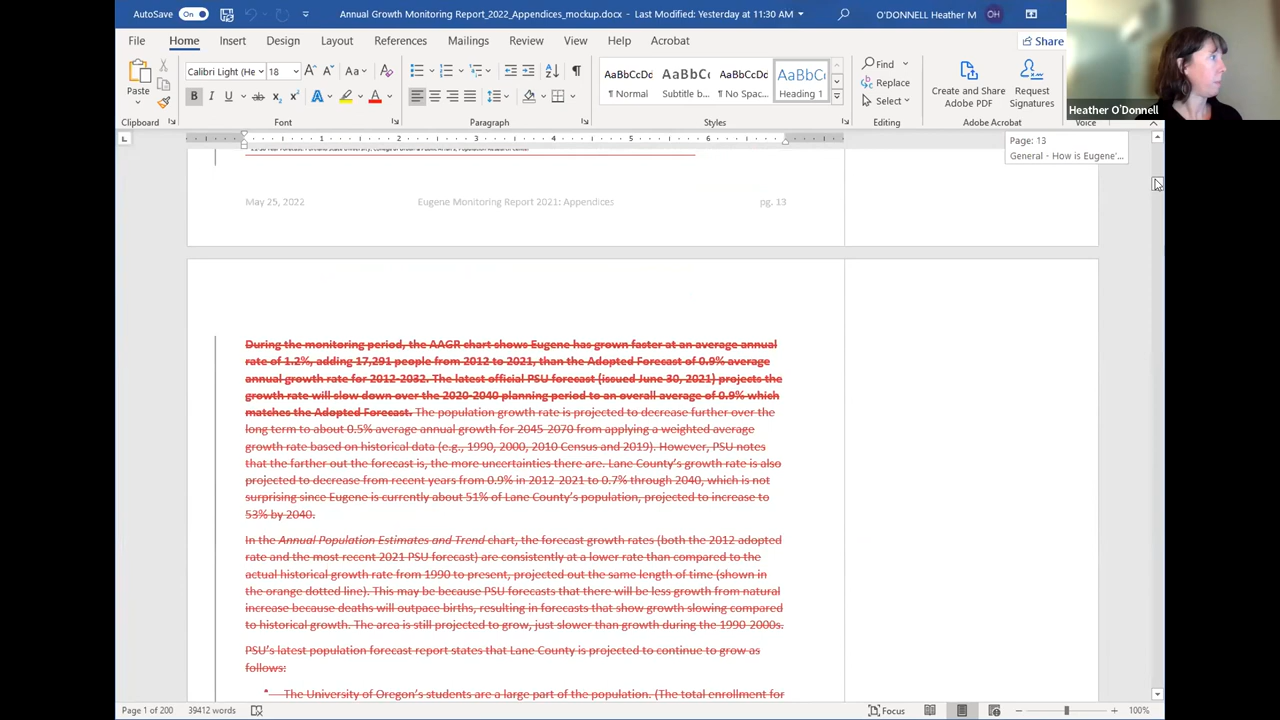 AutoSave On Annual Growth Monitoring Report_2022_Appendices_mockup.docx - Last Modified: Yesterday at 11:30 AM O'DONNELL Heather M OH
File Home Insert Design Layout References Mailings Review View Help Acrobat Share
Calibri Light (He 18 Aa AaBbCcDd AaBbCc AaBbCcDd AaBbC Find
Paste B I U ab x2 x2 A A ¶ Normal Subtitle b... ¶ No Spac... Heading 1 Replace Select Create and Share Adobe PDF Request Signatures
Clipboard Font Paragraph Styles Editing Adobe Acrobat Voice
Heather O'Donnell
1 2 3 4 5 6
Page: 13
General - How is Eugene'...
May 25, 2022 Eugene Monitoring Report 2021: Appendices pg. 13
During the monitoring period, the AAGR chart shows Eugene has grown faster at an average annual
rate of 1.2%, adding 17,291 people from 2012 to 2021, than the Adopted Forecast of 0.9% average
annual growth rate for 2012-2032. The latest official PSU forecast (issued June 30, 2021) projects the
growth rate will slow down over the 2020-2040 planning period to an overall average of 0.9% which
matches the Adopted Forecast. The population growth rate is projected to decrease further over the
long term to about 0.5% average annual growth for 2045-2070 from applying a weighted average
growth rate based on historical data (e.g., 1990, 2000, 2010 Census and 2019). However, PSU notes
that the farther out the forecast is, the more uncertainties there are. Lane County's growth rate is also
projected to decrease from recent years from 0.9% in 2012-2021 to 0.7% through 2040, which is not
surprising since Eugene is currently about 51% of Lane County's population, projected to increase to
53% by 2040.
In the Annual Population Estimates and Trend chart, the forecast growth rates (both the 2012 adopted
rate and the most recent 2021 PSU forecast) are consistently at a lower rate than compared to the
actual historical growth rate from 1990 to present, projected out the same length of time (shown in
the orange dotted line). This may be because PSU forecasts that there will be less growth from natural
increase because deaths will outpace births, resulting in forecasts that show growth slowing compared
to historical growth. The area is still projected to grow, just slower than growth during the 1990-2000s.
PSU's latest population forecast report states that Lane County is projected to continue to grow as
follows:
The University of Oregon's students are a large part of the population. (The total enrollment for
Page 1 of 200 39412 words Focus 100%